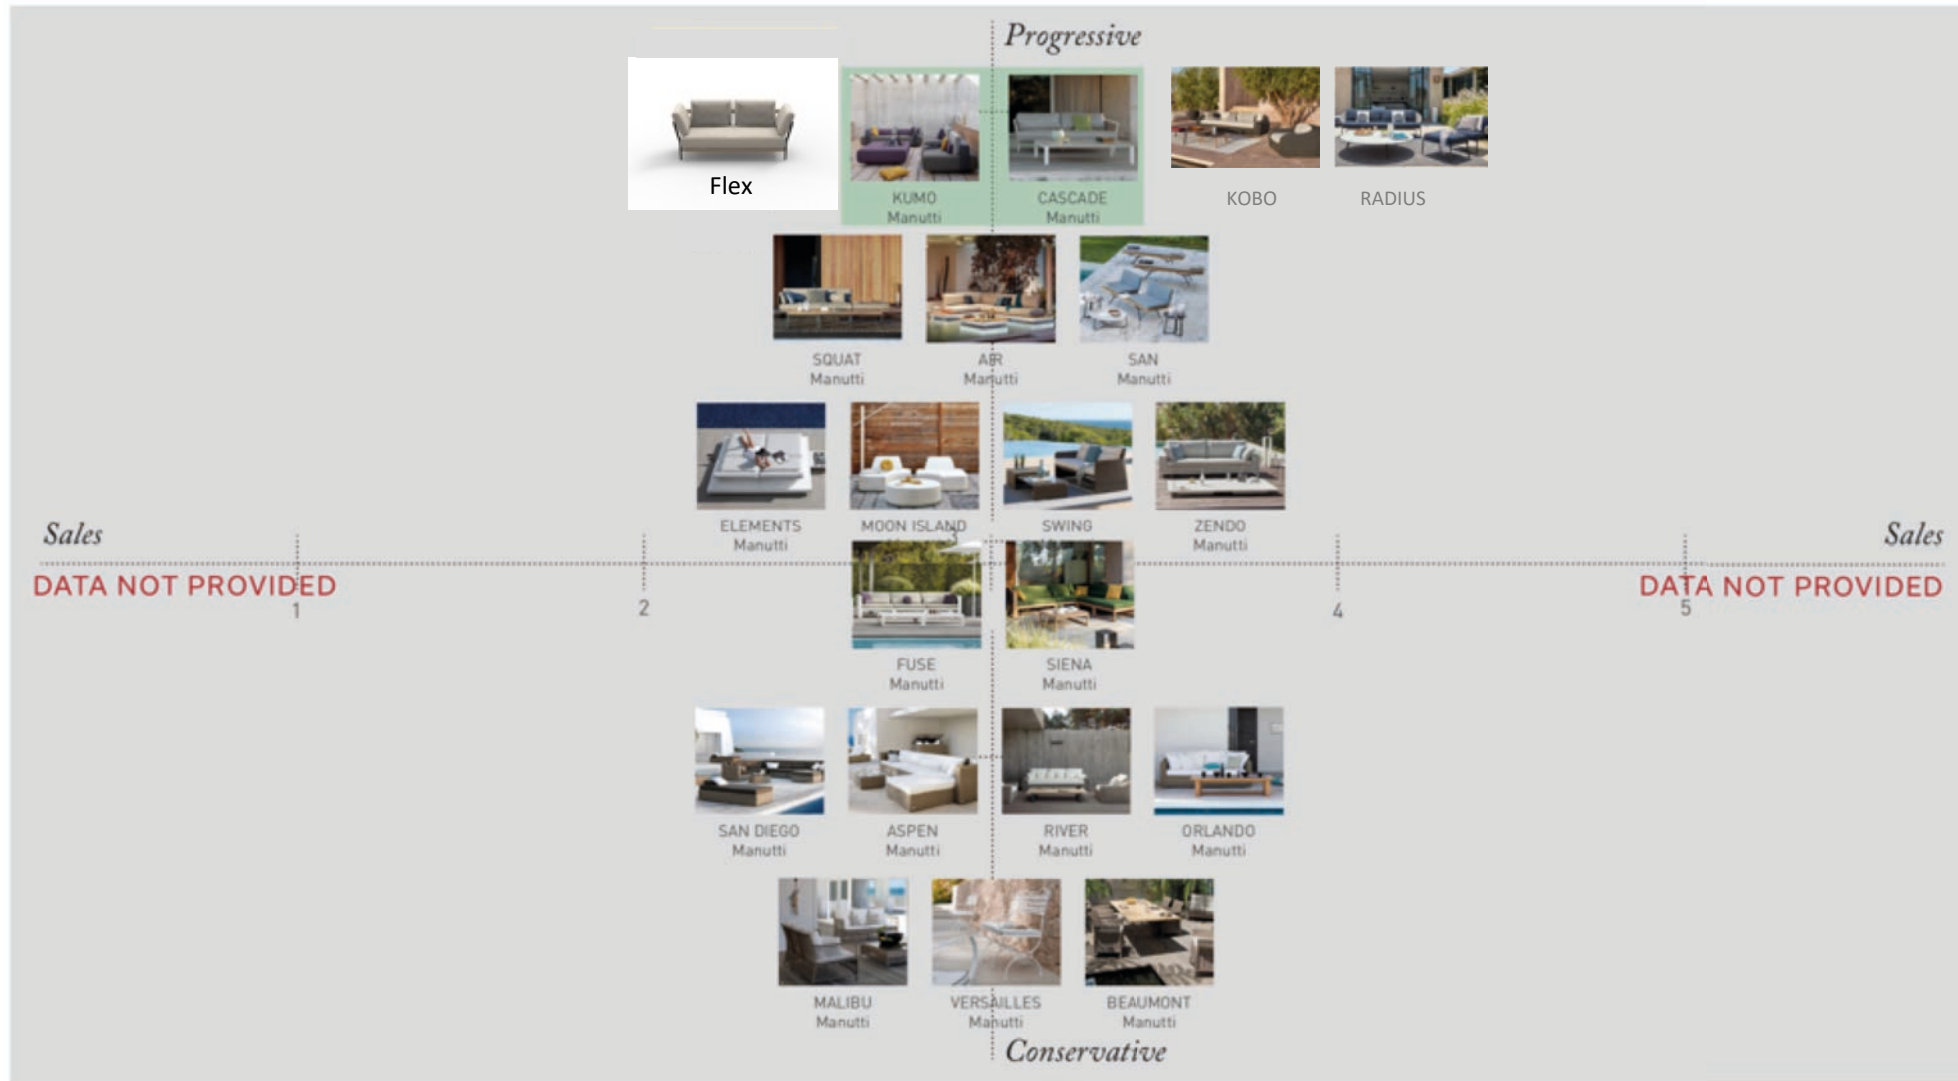 Progressive
Flex
KUMO
Manutti
CASCADE
Manutti
KOBO
RADIUS
SQUAT
Manutti
AIR
Manutti
SAN
Manutti
ELEMENTS
Manutti
MOON ISLAND
SWING
ZENDO
Manutti
Sales
Sales
DATA NOT PROVIDED
DATA NOT PROVIDED
1
2
3
4
5
FUSE
Manutti
SIENA
Manutti
SAN DIEGO
Manutti
ASPEN
Manutti
RIVER
Manutti
ORLANDO
Manutti
MALIBU
Manutti
VERSAILLES
Manutti
BEAUMONT
Manutti
Conservative